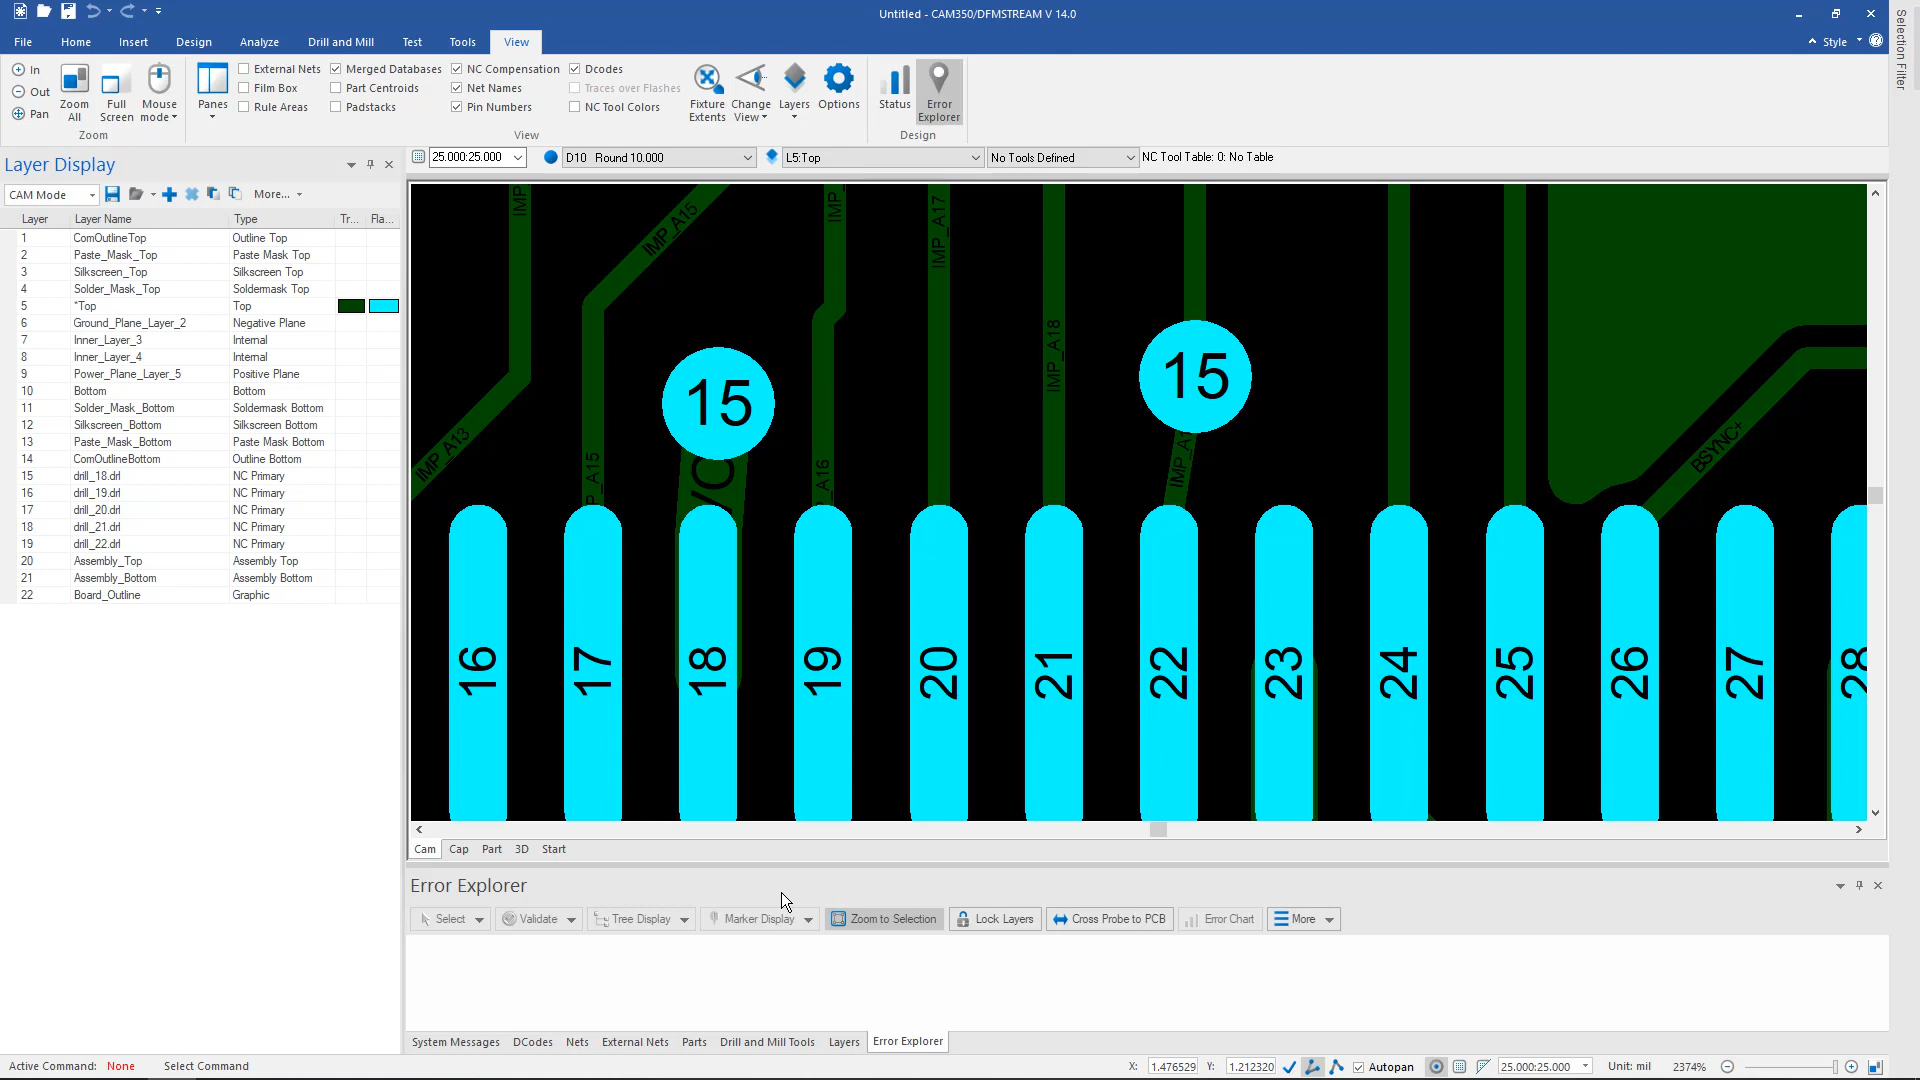 Untitled - CAM350/DFMSTREAM V 14.0
File Home Insert Design Analyze Drill and Mill Test Tools View Style
Selection Filter
In
Out
Pan
Zoom All
Full Screen
Mouse mode
Zoom
Panes
External Nets
Film Box
Rule Areas
Merged Databases
Part Centroids
Padstacks
NC Compensation
Net Names
Pin Numbers
Dcodes
Traces over Flashes
NC Tool Colors
View
Fixture Extents
Change View
Layers
Options
Status
Error Explorer
Design
Layer Display
25.000:25.000 D10 Round 10.000 L5:Top No Tools Defined NC Tool Table: 0: No Table
CAM Mode More...
Layer Layer Name Type Tr... Fla...
1 ComOutlineTop Outline Top
2 Paste_Mask_Top Paste Mask Top
3 Silkscreen_Top Silkscreen Top
4 Solder_Mask_Top Soldermask Top
5 *Top Top
6 Ground_Plane_Layer_2 Negative Plane
7 Inner_Layer_3 Internal
8 Inner_Layer_4 Internal
9 Power_Plane_Layer_5 Positive Plane
10 Bottom Bottom
11 Solder_Mask_Bottom Soldermask Bottom
12 Silkscreen_Bottom Silkscreen Bottom
13 Paste_Mask_Bottom Paste Mask Bottom
14 ComOutlineBottom Outline Bottom
15 drill_18.drl NC Primary
16 drill_19.drl NC Primary
17 drill_20.drl NC Primary
18 drill_21.drl NC Primary
19 drill_22.drl NC Primary
20 Assembly_Top Assembly Top
21 Assembly_Bottom Assembly Bottom
22 Board_Outline Graphic
IMP
IMP_A15
IMP_
IMP_A17
IMP_A18
15
15
IMP_A13
P_A15
_A16
IMP_A
BSYNC+
16 17 18 19 20 21 22 23 24 25 26 27 28
Cam Cap Part 3D Start
Error Explorer
Select Validate Tree Display Marker Display Zoom to Selection Lock Layers Cross Probe to PCB Error Chart More
System Messages DCodes Nets External Nets Parts Drill and Mill Tools Layers Error Explorer
Active Command: None Select Command X: 1.476529 Y: 1.212320 Autopan 25.000:25.000 Unit: mil 2374%